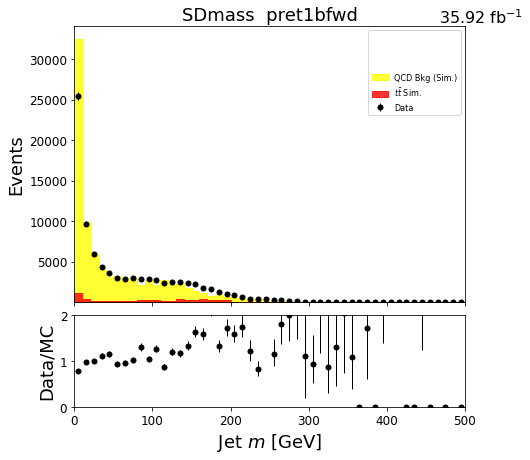 SDmass pret1bfwd
35.92 fb⁻¹
Events
30000
25000
20000
15000
10000
5000
QCD Bkg (Sim.)
tt̄ Sim.
Data
Data/MC
2
1
0
0 100 200 300 400 500
Jet m [GeV]